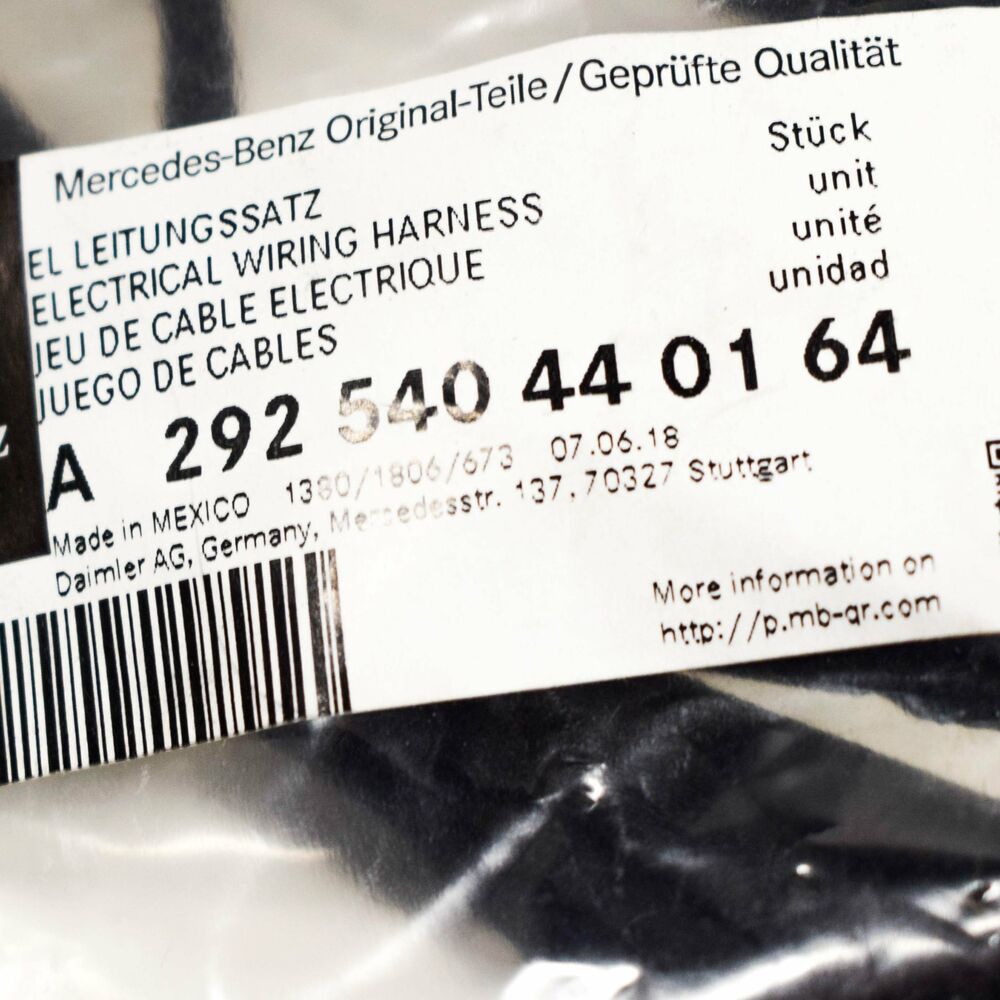 Mercedes-Benz Original-Teile/Geprüfte Qualität
EL LEITUNGSSATZ
ELECTRICAL WIRING HARNESS
JEU DE CABLE ELECTRIQUE
JUEGO DE CABLES
Stück
unit
unité
unidad
A 292 540 44 01 64
Made in MEXICO 1380/1806/673 07.06.18
Daimler AG, Germany, Mercedesstr. 137, 70327 Stuttgart
More information on
http://p.mb-qr.com